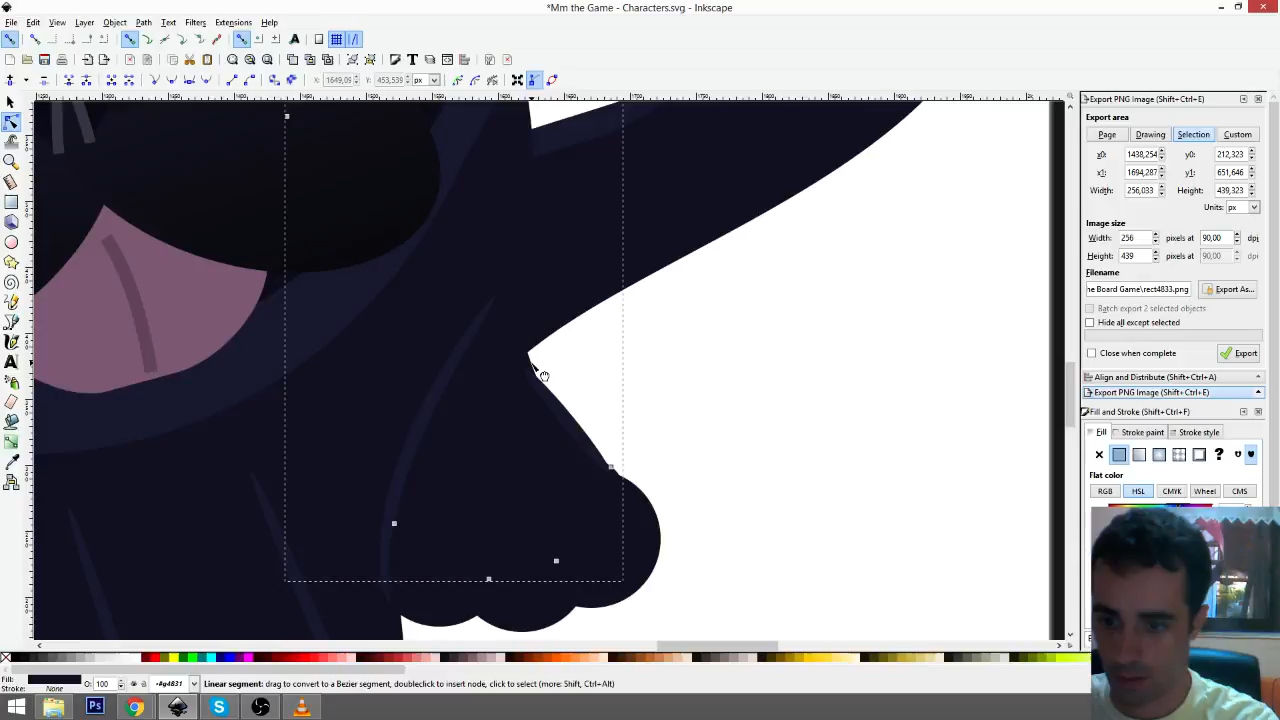 *Mm the Game - Characters.svg - Inkscape
File Edit View Layer Object Path Text Filters Extensions Help
X: 1649,09 Y: 453,539 px
Export PNG Image (Shift+Ctrl+E)
Export area
Page Drawing Selection Custom
x0: 1438,254 y0: 212,323
x1: 1694,287 y1: 651,646
Width: 256,033 Height: 439,323
Units: px
Image size
Width: 256 pixels at 90,00 dpi
Height: 439 pixels at 90,00 dpi
Filename
ne Board Game\rect4833.png Export As...
Batch export 2 selected objects
Hide all except selected
Close when complete Export
Align and Distribute (Shift+Ctrl+A)
Export PNG Image (Shift+Ctrl+E)
Fill and Stroke (Shift+Ctrl+F)
Fill Stroke paint Stroke style
Flat color
RGB HSL CMYK Wheel CMS
Fill:
Stroke: None
O: 100
#g4831
Linear segment: drag to convert to a Bezier segment, doubleclick to insert node, click to select (more: Shift, Ctrl+Alt)